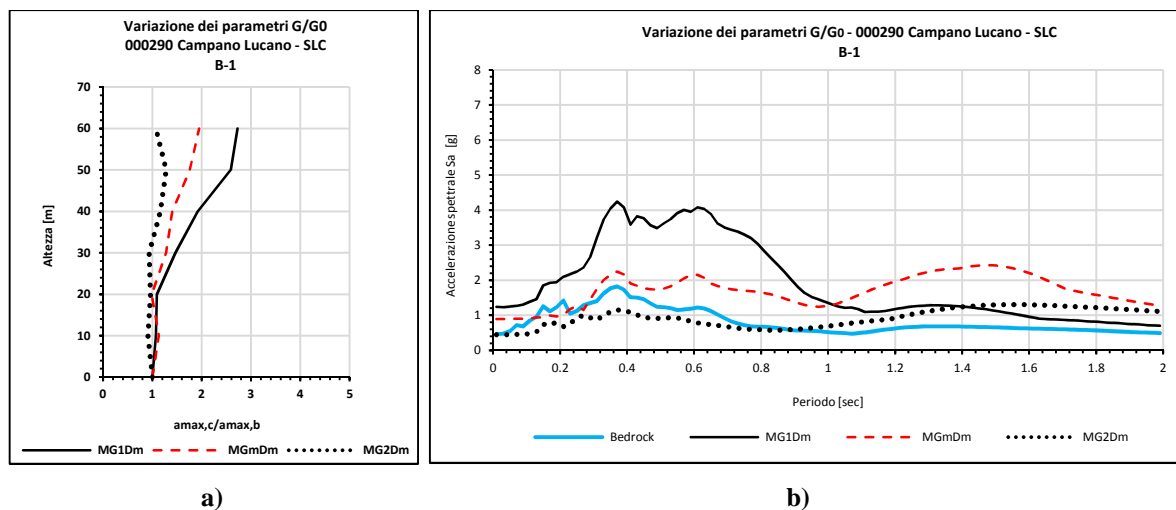 Variazione dei parametri G/G0
000290 Campano Lucano - SLC
B-1
Altezza [m]
70
60
50
40
30
20
10
0
0 1 2 3 4 5
amax,c/amax,b
MG1Dm MGmDm MG2Dm
a)
Variazione dei parametri G/G0 - 000290 Campano Lucano - SLC
B-1
Accelerazione spettrale Sa [g]
8
7
6
5
4
3
2
1
0
0 0.2 0.4 0.6 0.8 1 1.2 1.4 1.6 1.8 2
Periodo [sec]
Bedrock MG1Dm MGmDm MG2Dm
b)